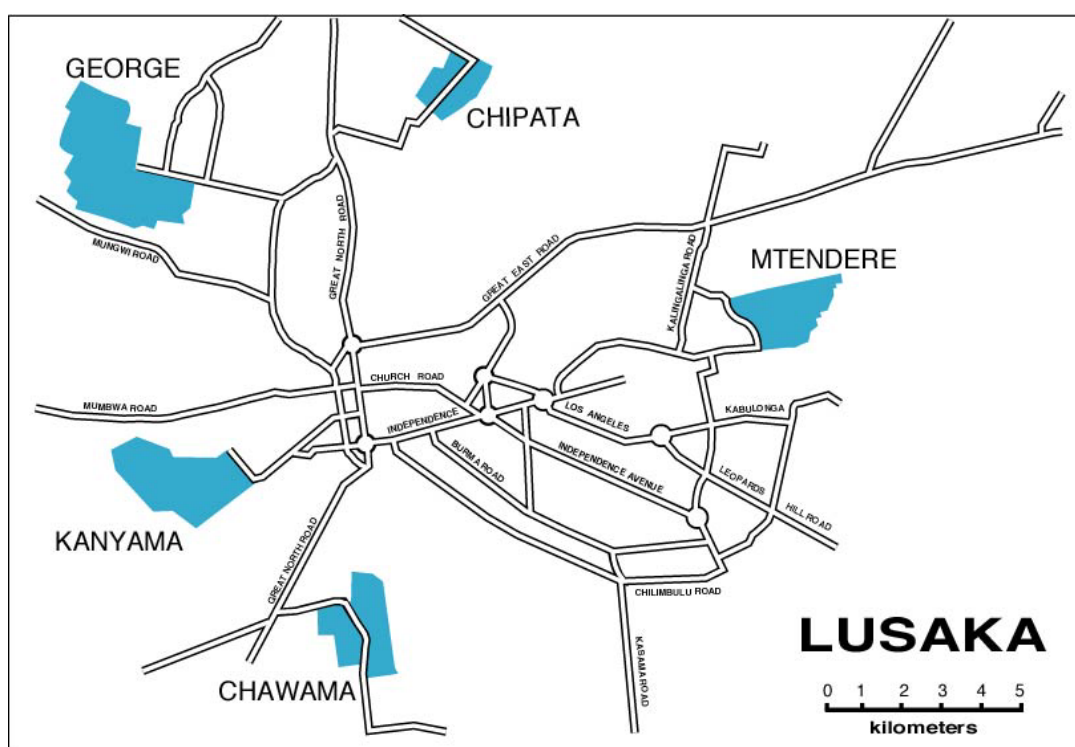 GEORGE
CHIPATA
MUNGWI ROAD
GREAT NORTH ROAD
GREAT EAST ROAD
KALINGALINGA ROAD
MTENDERE
CHURCH ROAD
MUMBWA ROAD
INDEPENDENCE
LOS ANGELES
KABULONGA
BURMA ROAD
INDEPENDENCE AVENUE
LEOPARDS
HILL ROAD
KANYAMA
GREAT NORTH ROAD
CHILIMBULU ROAD
KASAMA ROAD
CHAWAMA
LUSAKA
0 1 2 3 4 5
kilometers